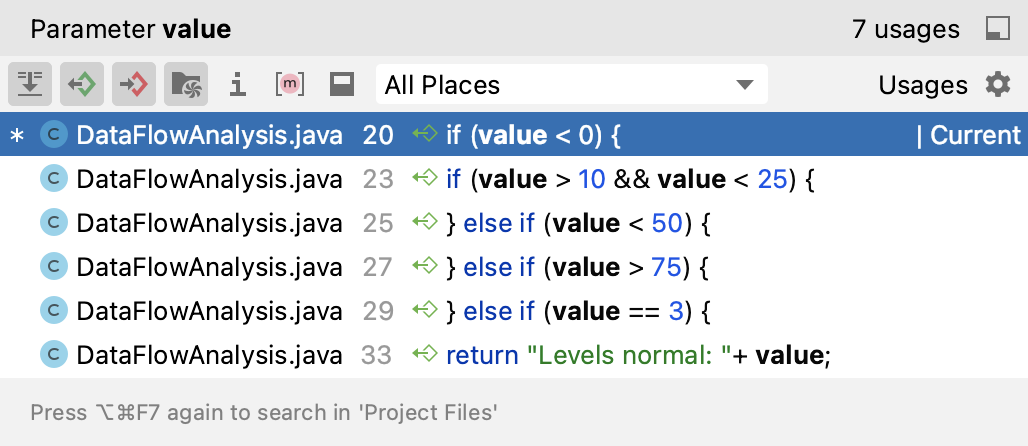 Parameter value 7 usages
i [m] All Places Usages
* C DataFlowAnalysis.java 20 if (value < 0) { | Current
C DataFlowAnalysis.java 23 if (value > 10 && value < 25) {
C DataFlowAnalysis.java 25 } else if (value < 50) {
C DataFlowAnalysis.java 27 } else if (value > 75) {
C DataFlowAnalysis.java 29 } else if (value == 3) {
C DataFlowAnalysis.java 33 return "Levels normal: "+ value;
Press ⌥⌘F7 again to search in 'Project Files'